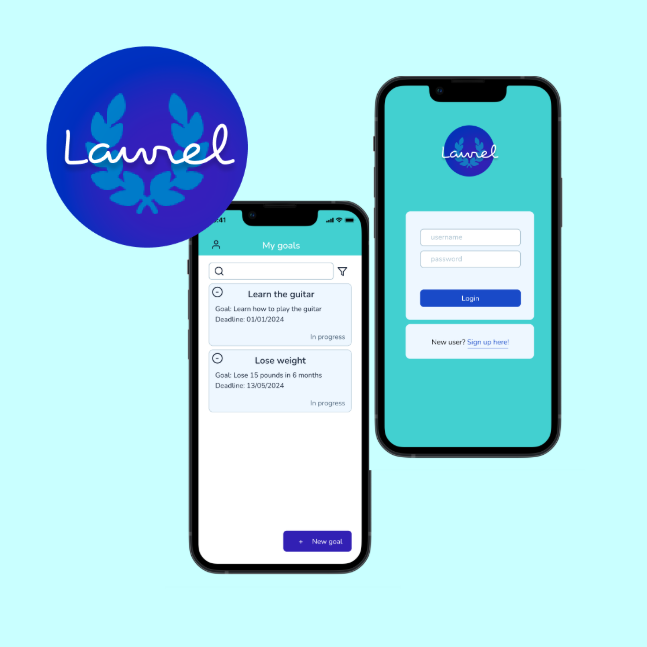 Laurel
:41
My goals
Learn the guitar
Goal: Learn how to play the guitar
Deadline: 01/01/2024
In progress
Lose weight
Goal: Lose 15 pounds in 6 months
Deadline: 13/05/2024
In progress
+ New goal
Laurel
username
password
Login
New user? Sign up here!